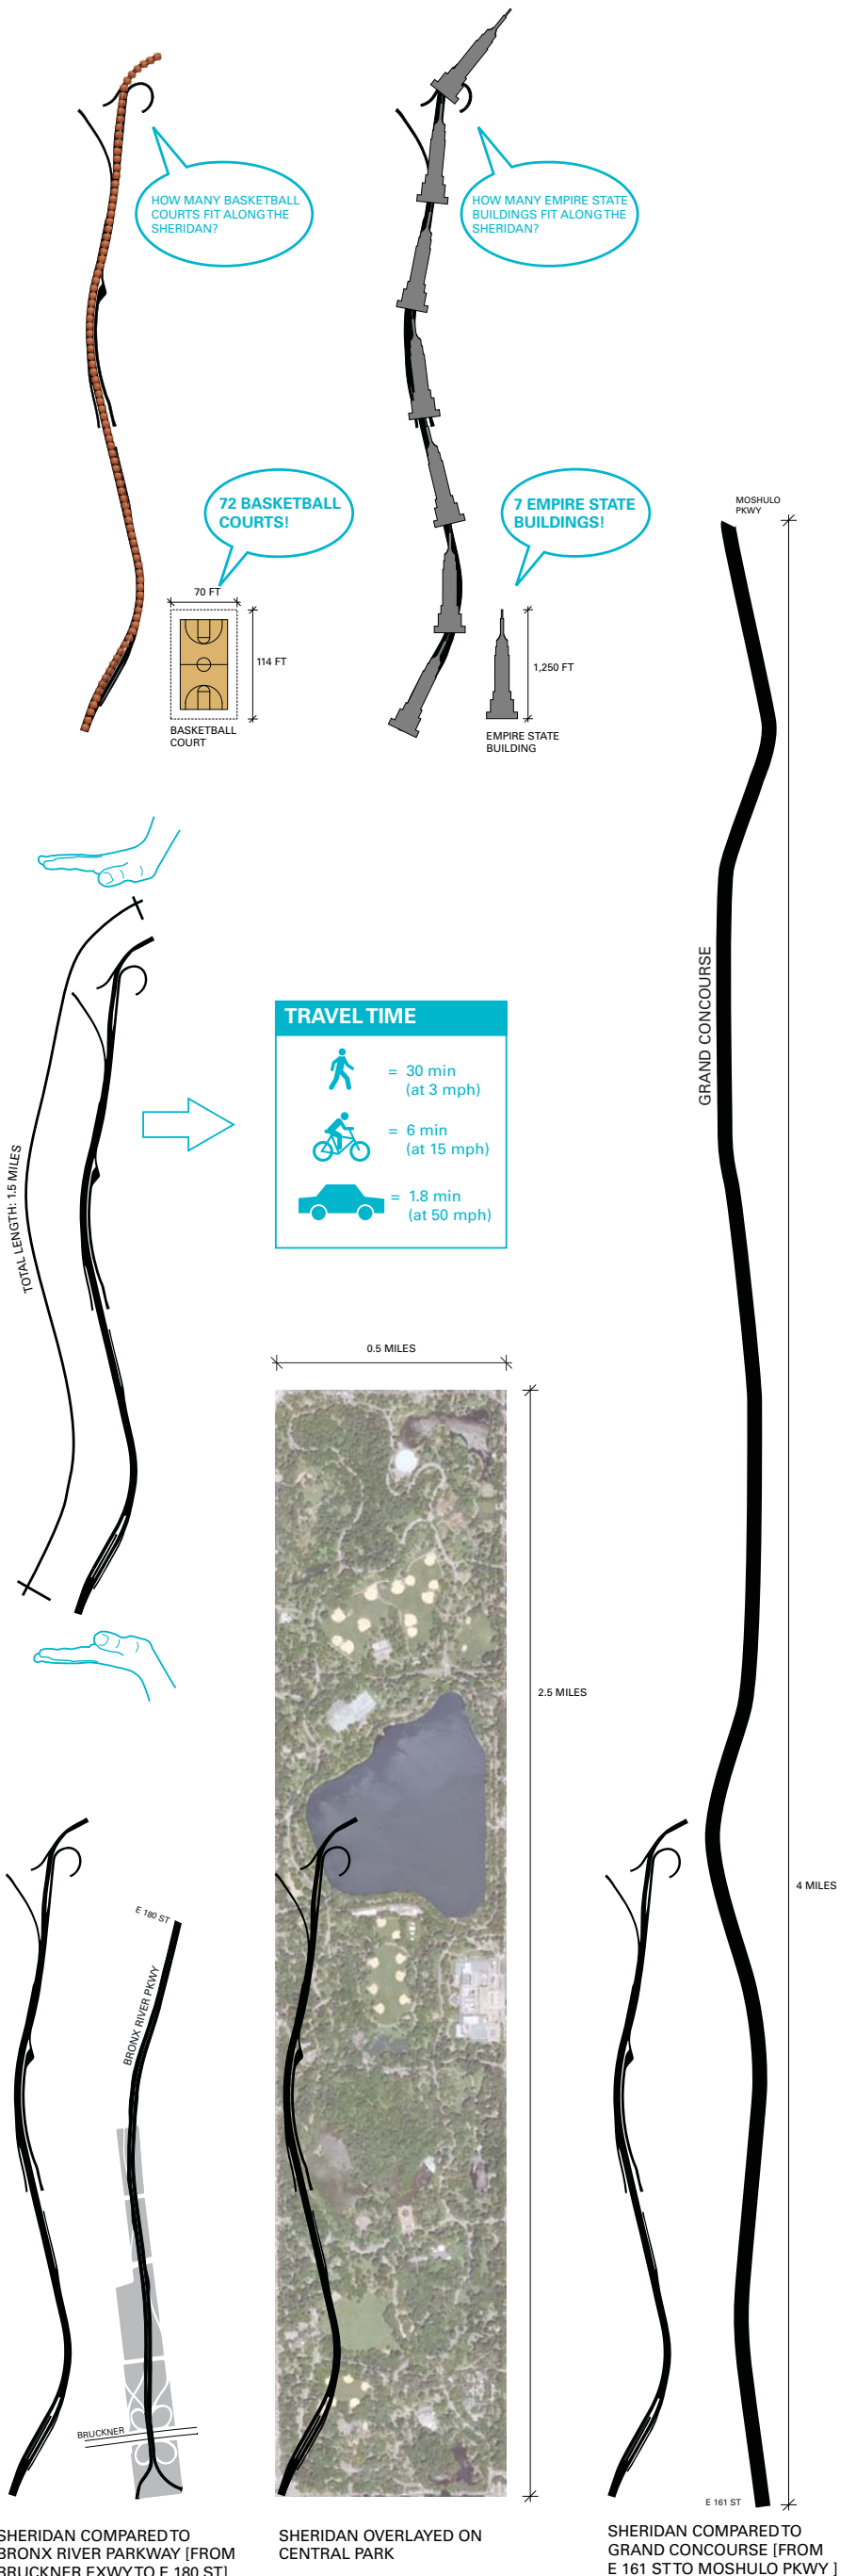 HOW MANY BASKETBALL
COURTS FIT ALONG THE
SHERIDAN?
HOW MANY EMPIRE STATE
BUILDINGS FIT ALONG THE
SHERIDAN?
72 BASKETBALL
COURTS!
7 EMPIRE STATE
BUILDINGS!
70 FT
114 FT
BASKETBALL
COURT
1,250 FT
EMPIRE STATE
BUILDING
MOSHULO
PKWY
GRAND CONCOURSE
4 MILES
E 161 ST
TOTAL LENGTH: 1.5 MILES
TRAVEL TIME
= 30 min
(at 3 mph)
= 6 min
(at 15 mph)
= 1.8 min
(at 50 mph)
0.5 MILES
2.5 MILES
E 180 ST
BRONX RIVER PKWY
BRUCKNER
SHERIDAN COMPARED TO
BRONX RIVER PARKWAY [FROM
BRUCKNER EXWY TO E 180 ST]
SHERIDAN OVERLAYED ON
CENTRAL PARK
SHERIDAN COMPARED TO
GRAND CONCOURSE [FROM
E 161 ST TO MOSHULO PKWY ]